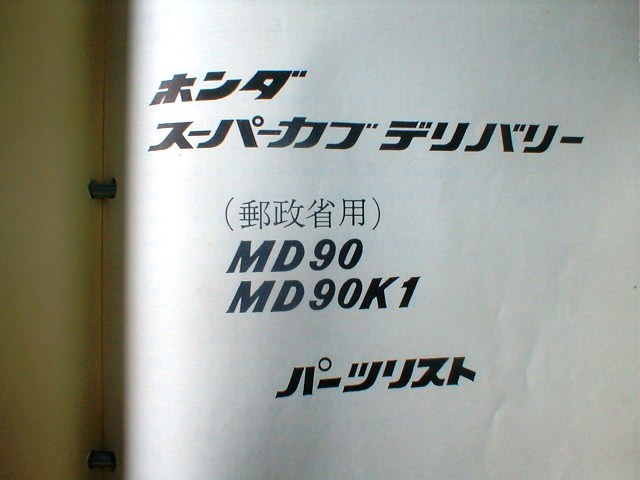 ホンダ
スーパーカブ デリバリー
(郵政省用)
MD90
MD90K1
パーツリスト